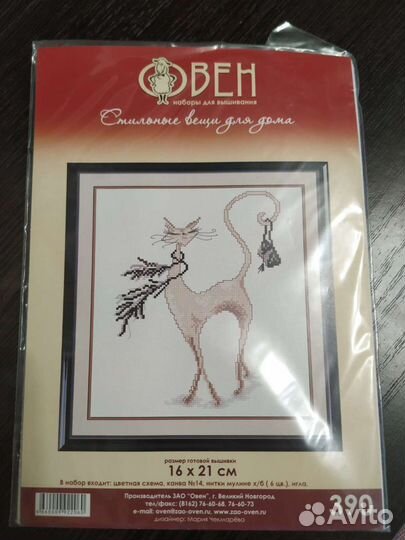 ОВЕН
наборы для вышивания
Стильные вещи для дома
размер готовой вышивки
16 x 21 см
В набор входит: цветная схема, канва №14, нитки мулине х/б ( 6 цв.), игла.
Производитель ЗАО "Овен", г. Великий Новгород
тел/факс: (8162) 76-60-68, 76-60-73
e-mail: oven@zao-oven.ru, www.zao-oven.ru
дизайнер: Мария Чекмарёва
390
Avito